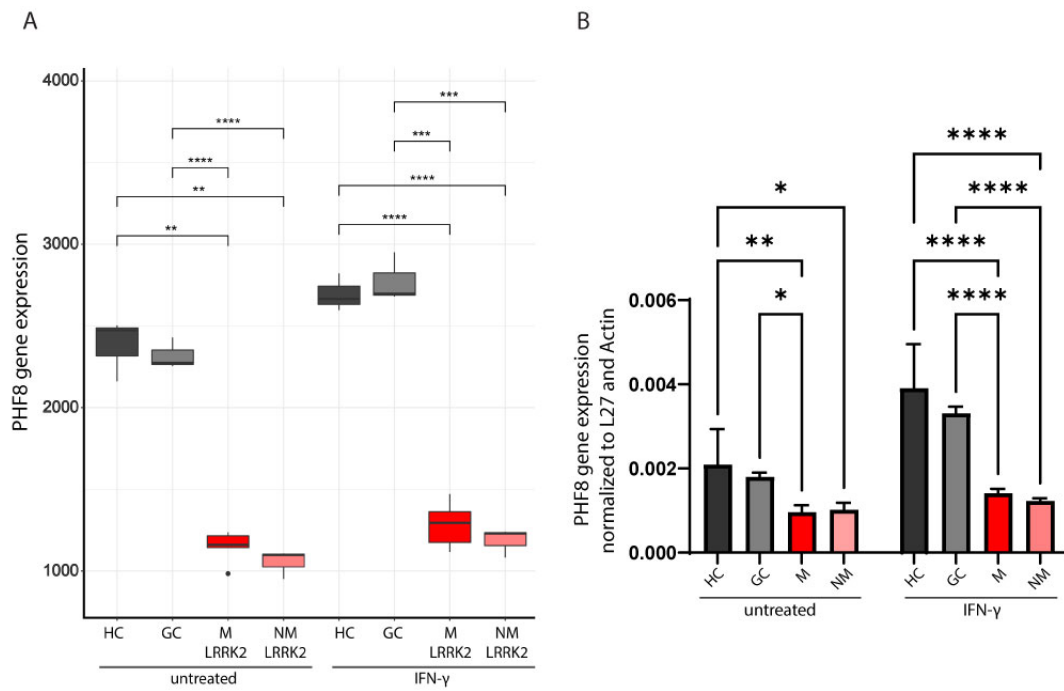 A
PHF8 gene expression
4000
3000
2000
1000
****
****
**
**
***
***
****
****
HC GC M NM HC GC M NM
LRRK2 LRRK2 LRRK2 LRRK2
untreated IFN-γ
B
PHF8 gene expression
normalized to L27 and Actin
0.006
0.004
0.002
0.000
*
**
*
****
****
****
****
HC GC M NM HC GC M NM
untreated IFN-γ